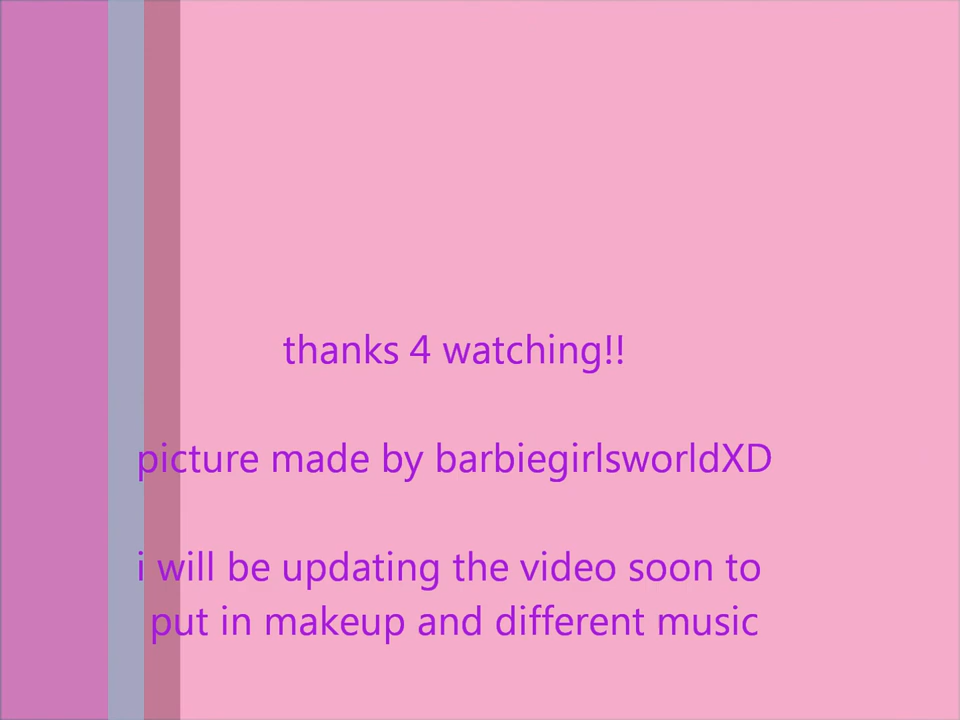 thanks 4 watching!!
picture made by barbiegirlsworldXD
i will be updating the video soon to
put in makeup and different music